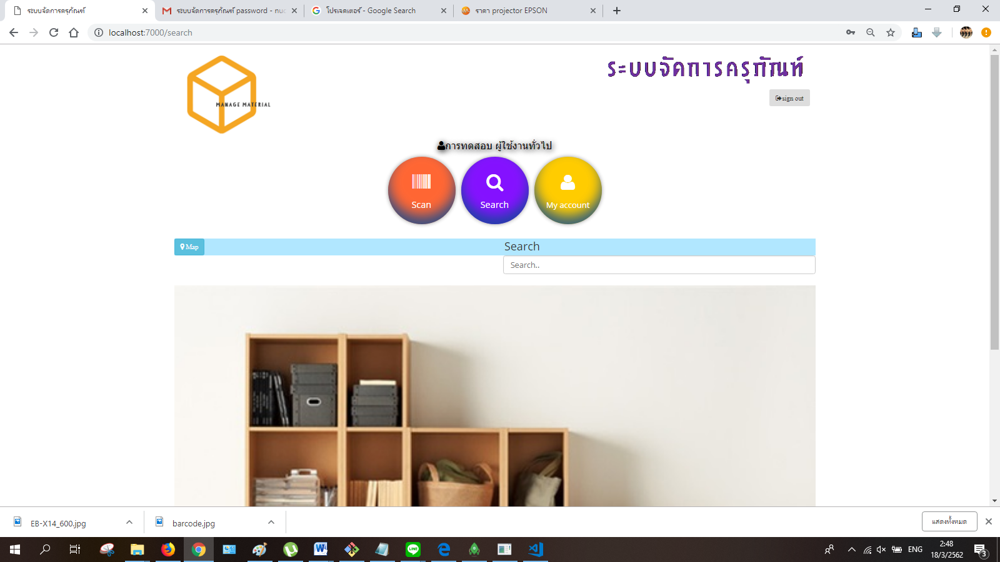 ระบบจัดการครุภัณฑ์
ระบบจัดการครุภัณฑ์ password - nuc
โปรเจคเตอร์ - Google Search
ราคา projector EPSON
localhost:7000/search
MANAGE MATERIAL
ระบบจัดการครุภัณฑ์
sign out
การทดสอบ ผู้ใช้งานทั่วไป
Scan
Search
My account
Map
Search
Search..
EB-X14_600.jpg
barcode.jpg
แสดงทั้งหมด
ENG
2:48
18/3/2562
3